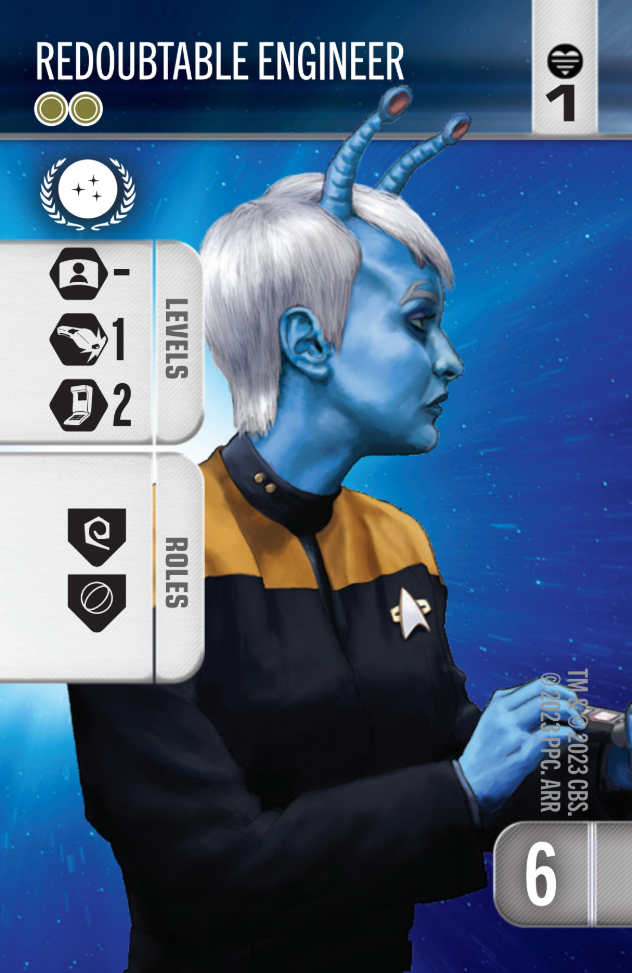 REDOUBTABLE ENGINEER
1
-
1
2
LEVELS
ROLES
TM & © 2023 CBS.
© 2023 PPC. ARR
6